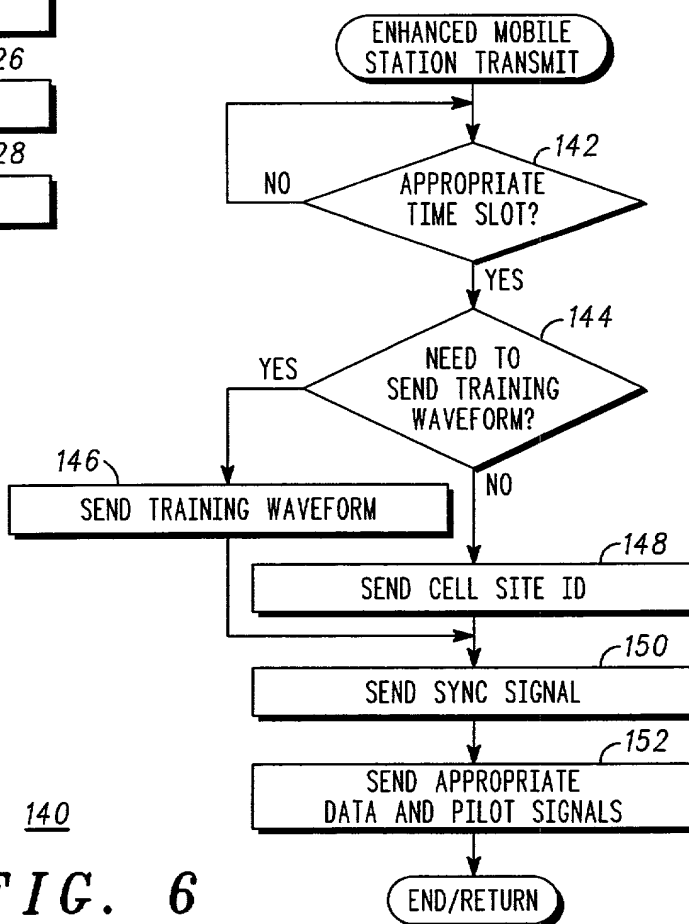 ENHANCED MOBILE
STATION TRANSMIT
26
28
142
NO
APPROPRIATE
TIME SLOT?
YES
144
YES
NEED TO
SEND TRAINING
WAVEFORM?
146
NO
SEND TRAINING WAVEFORM
148
SEND CELL SITE ID
150
SEND SYNC SIGNAL
152
SEND APPROPRIATE
DATA AND PILOT SIGNALS
140
FIG. 6
END/RETURN